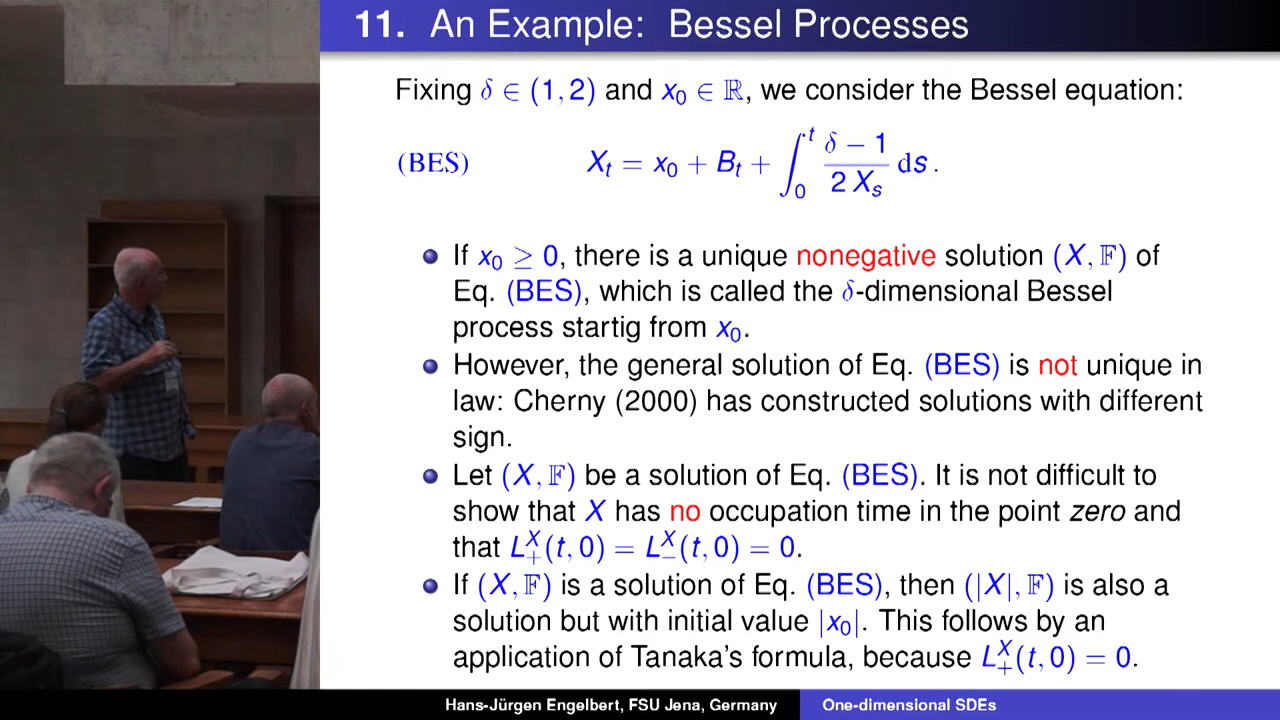 11. An Example: Bessel Processes
Fixing δ ∈ (1, 2) and x₀ ∈ ℝ, we consider the Bessel equation:
(BES) Xₜ = x₀ + Bₜ + ∫₀ᵗ (δ − 1)/(2 Xₛ) ds .
If x₀ ≥ 0, there is a unique nonegative solution (X, 𝔽) of
Eq. (BES), which is called the δ-dimensional Bessel
process startig from x₀.
However, the general solution of Eq. (BES) is not unique in
law: Cherny (2000) has constructed solutions with different
sign.
Let (X, 𝔽) be a solution of Eq. (BES). It is not difficult to
show that X has no occupation time in the point zero and
that L₊ˣ(t, 0) = L₋ˣ(t, 0) = 0.
If (X, 𝔽) is a solution of Eq. (BES), then (|X|, 𝔽) is also a
solution but with initial value |x₀|. This follows by an
application of Tanaka's formula, because L₊ˣ(t, 0) = 0.
Hans-Jürgen Engelbert, FSU Jena, Germany One-dimensional SDEs